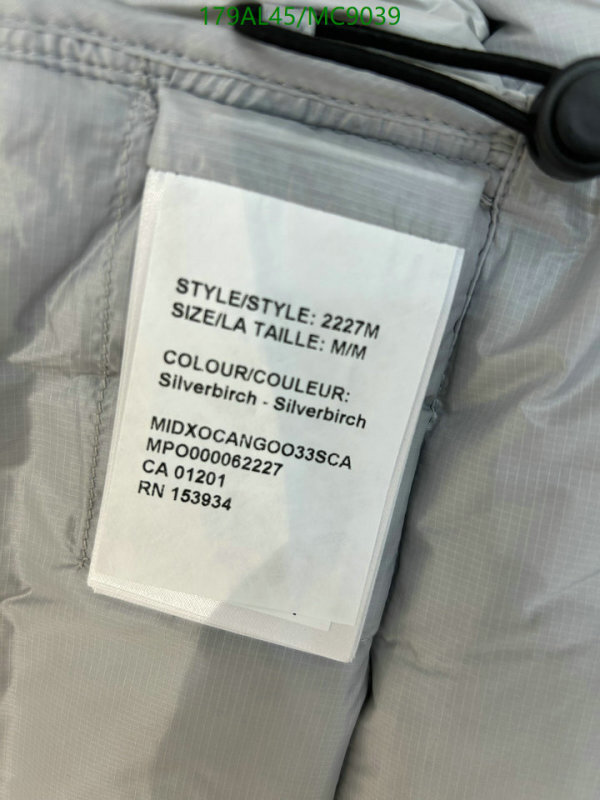 179AL45/MC9039
STYLE/STYLE: 2227M
SIZE/LA TAILLE: M/M
COLOUR/COULEUR:
Silverbirch - Silverbirch
MIDXOCANGOO33SCA
MPO000062227
CA 01201
RN 153934